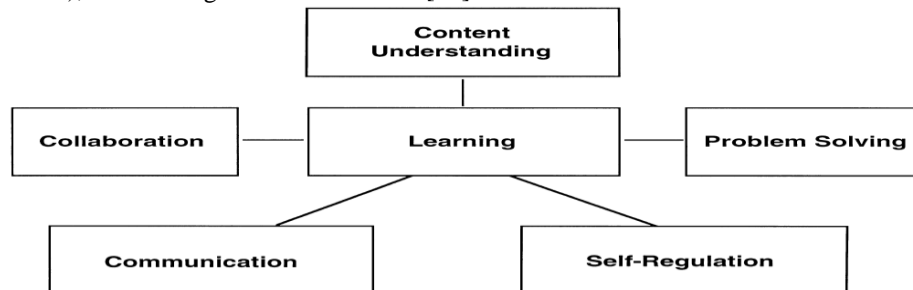 Content
Understanding
Collaboration
Learning
Problem Solving
Communication
Self-Regulation